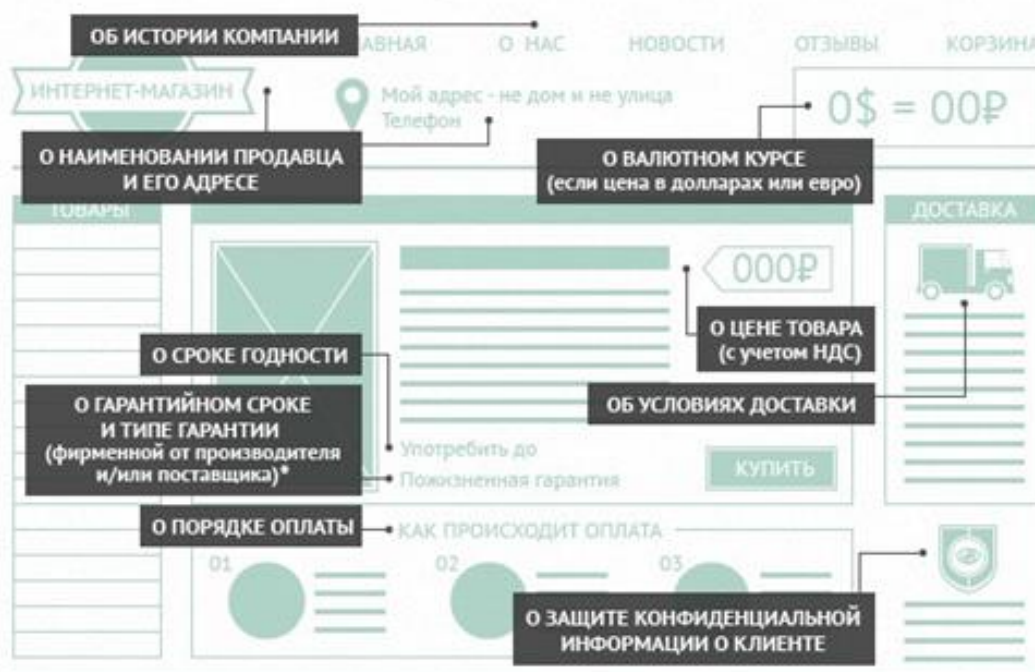 ОБ ИСТОРИИ КОМПАНИИ
АВНАЯ О НАС НОВОСТИ ОТЗЫВЫ КОРЗИНА
ИНТЕРНЕТ-МАГАЗИН
Мой адрес - не дом и не улица
Телефон
0$ = 00₽
О НАИМЕНОВАНИИ ПРОДАВЦА
И ЕГО АДРЕСЕ
О ВАЛЮТНОМ КУРСЕ
(если цена в долларах или евро)
ТОВАРЫ
ДОСТАВКА
000₽
О ЦЕНЕ ТОВАРА
(с учетом НДС)
О СРОКЕ ГОДНОСТИ
ОБ УСЛОВИЯХ ДОСТАВКИ
О ГАРАНТИЙНОМ СРОКЕ
И ТИПЕ ГАРАНТИИ
(фирменной от производителя
и/или поставщика)*
Употребить до
Пожизненная гарантия
КУПИТЬ
О ПОРЯДКЕ ОПЛАТЫ
КАК ПРОИСХОДИТ ОПЛАТА
01 02 03
О ЗАЩИТЕ КОНФИДЕНЦИАЛЬНОЙ
ИНФОРМАЦИИ О КЛИЕНТЕ